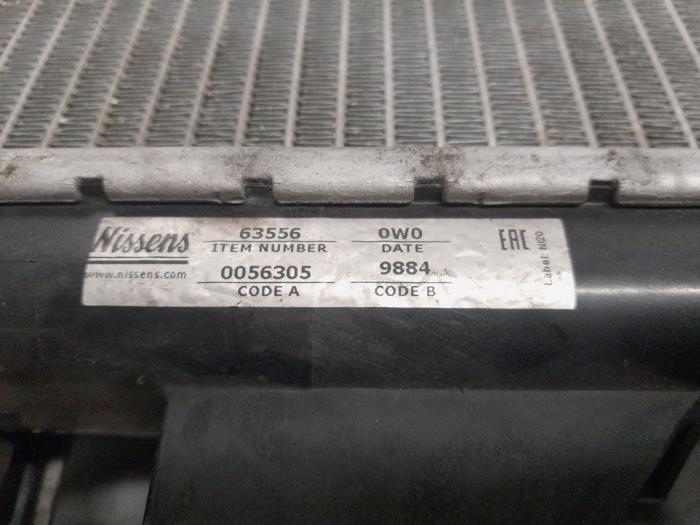 Nissens
www.nissens.com
63556
ITEM NUMBER
0W0
DATE
0056305
CODE A
9884
CODE B
EAC
Label: NI20